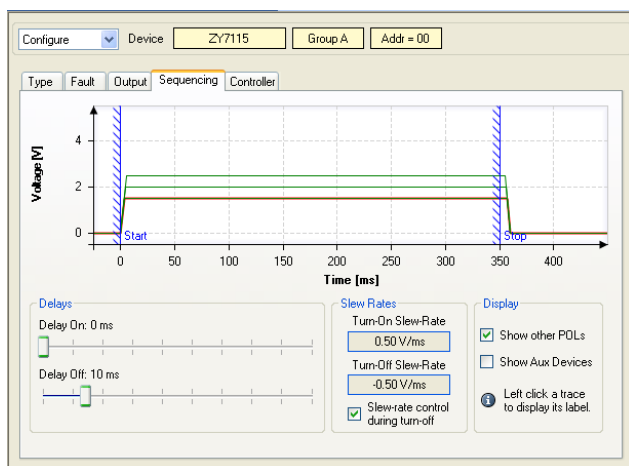 Configure Device ZY7115 Group A Addr = 00
Type Fault Output Sequencing Controller
Voltage [V]
4
2
0
Start Stop
0 50 100 150 200 250 300 350 400
Time [ms]
Delays
Delay On: 0 ms
Delay Off: 10 ms
Slew Rates
Turn-On Slew-Rate
0.50 V/ms
Turn-Off Slew-Rate
-0.50 V/ms
Slew-rate control
during turn-off
Display
Show other POLs
Show Aux Devices
Left click a trace
to display its label.